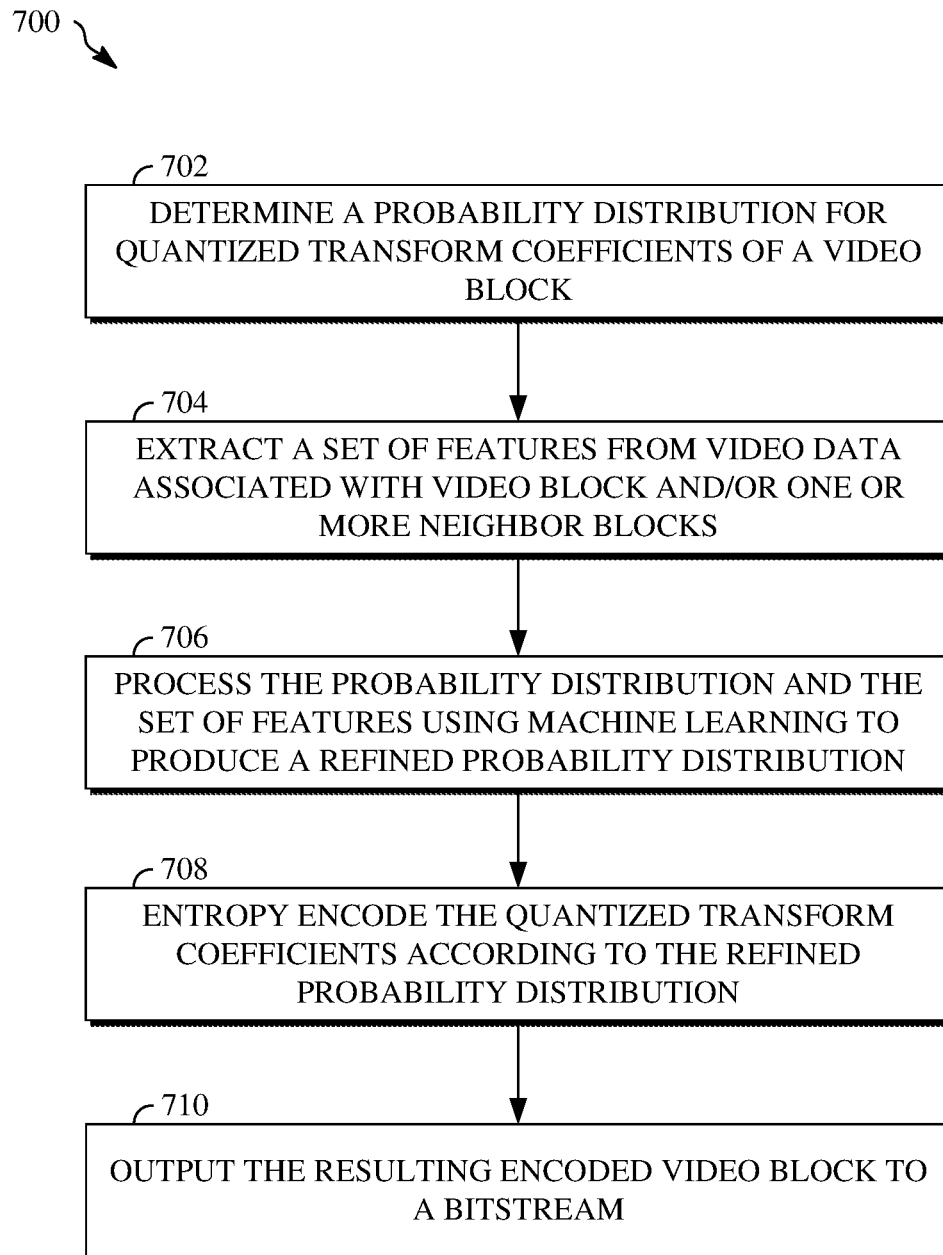 700
702
DETERMINE A PROBABILITY DISTRIBUTION FOR
QUANTIZED TRANSFORM COEFFICIENTS OF A VIDEO
BLOCK
704
EXTRACT A SET OF FEATURES FROM VIDEO DATA
ASSOCIATED WITH VIDEO BLOCK AND/OR ONE OR
MORE NEIGHBOR BLOCKS
706
PROCESS THE PROBABILITY DISTRIBUTION AND THE
SET OF FEATURES USING MACHINE LEARNING TO
PRODUCE A REFINED PROBABILITY DISTRIBUTION
708
ENTROPY ENCODE THE QUANTIZED TRANSFORM
COEFFICIENTS ACCORDING TO THE REFINED
PROBABILITY DISTRIBUTION
710
OUTPUT THE RESULTING ENCODED VIDEO BLOCK TO
A BITSTREAM